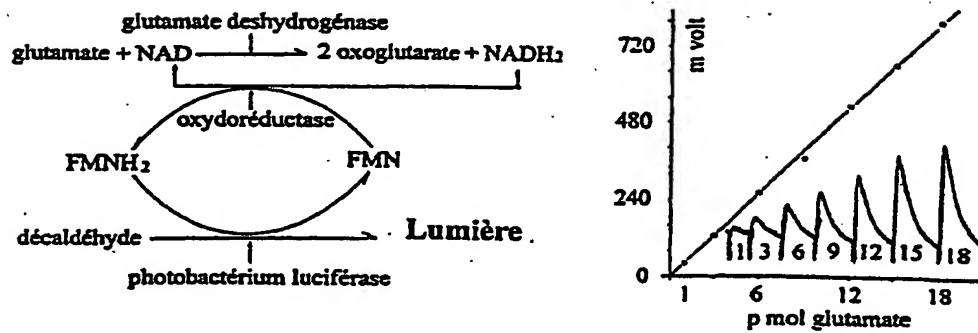 glutamate deshydrogénase
glutamate + NAD 2 oxoglutarate + NADH₂
oxydoréductase
FMNH₂ FMN
décaldéhyde Lumière
photobactérium luciférase
m volt
720
480
240
0
1 3 6 9 12 15 18
1 6 12 18
p mol glutamate